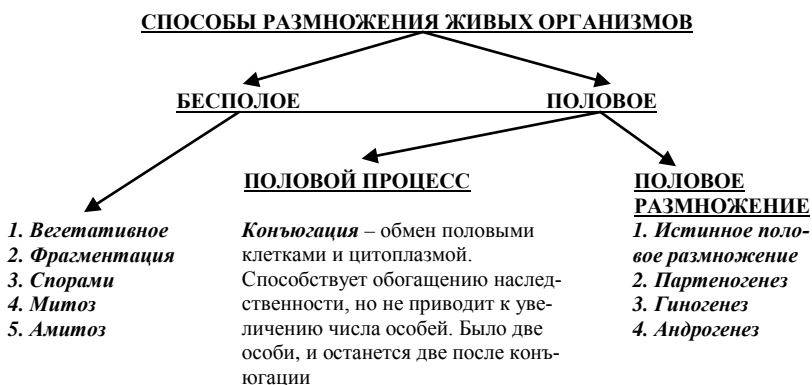 СПОСОБЫ РАЗМНОЖЕНИЯ ЖИВЫХ ОРГАНИЗМОВ
БЕСПОЛОЕ
ПОЛОВОЕ
1. Вегетативное
2. Фрагментация
3. Спорами
4. Митоз
5. Амитоз
ПОЛОВОЙ ПРОЦЕСС
Конъюгация – обмен половыми
клетками и цитоплазмой.
Способствует обогащению наслед-
ственности, но не приводит к уве-
личению числа особей. Было две
особи, и останется две после конъ-
югации
ПОЛОВОЕ
РАЗМНОЖЕНИЕ
1. Истинное поло-
вое размножение
2. Партеногенез
3. Гиногенез
4. Андрогенез